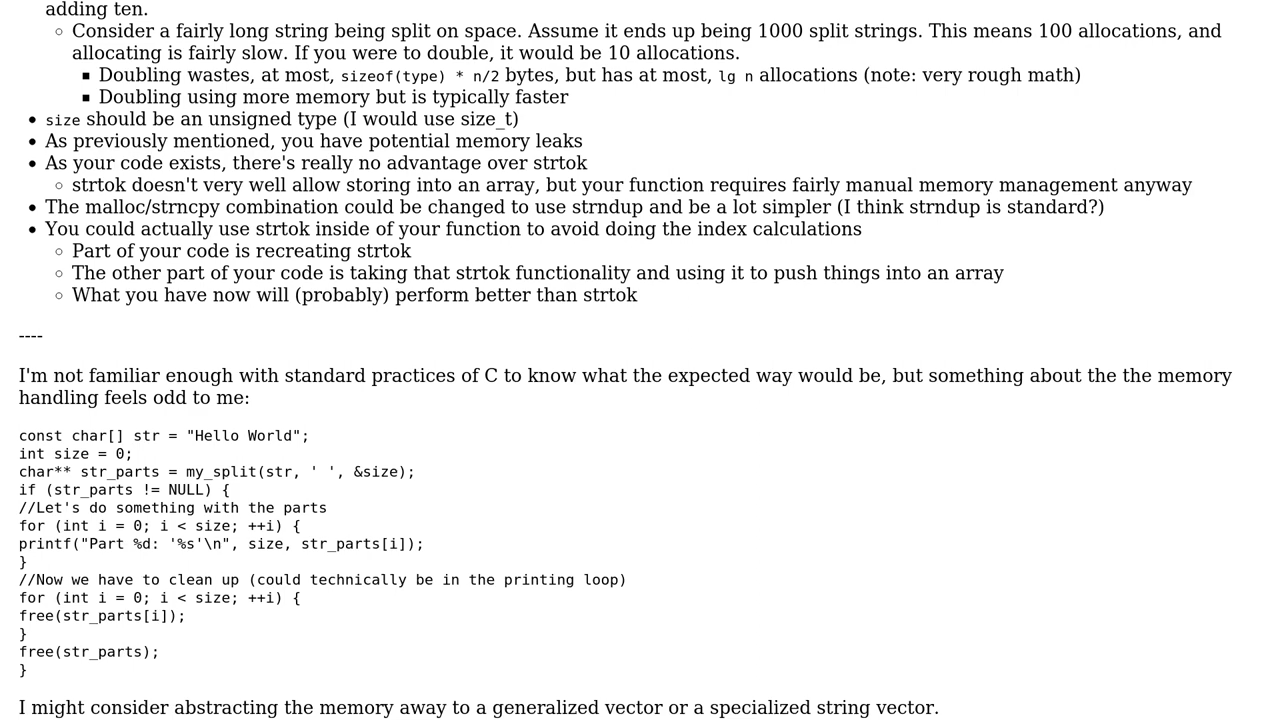 adding ten.
Consider a fairly long string being split on space. Assume it ends up being 1000 split strings. This means 100 allocations, and
allocating is fairly slow. If you were to double, it would be 10 allocations.
Doubling wastes, at most, sizeof(type) * n/2 bytes, but has at most, lg n allocations (note: very rough math)
Doubling using more memory but is typically faster
size should be an unsigned type (I would use size_t)
As previously mentioned, you have potential memory leaks
As your code exists, there's really no advantage over strtok
strtok doesn't very well allow storing into an array, but your function requires fairly manual memory management anyway
The malloc/strncpy combination could be changed to use strndup and be a lot simpler (I think strndup is standard?)
You could actually use strtok inside of your function to avoid doing the index calculations
Part of your code is recreating strtok
The other part of your code is taking that strtok functionality and using it to push things into an array
What you have now will (probably) perform better than strtok
----
I'm not familiar enough with standard practices of C to know what the expected way would be, but something about the the memory
handling feels odd to me:
const char[] str = "Hello World";
int size = 0;
char** str_parts = my_split(str, ' ', &size);
if (str_parts != NULL) {
//Let's do something with the parts
for (int i = 0; i < size; ++i) {
printf("Part %d: '%s'\n", size, str_parts[i]);
}
//Now we have to clean up (could technically be in the printing loop)
for (int i = 0; i < size; ++i) {
free(str_parts[i]);
}
free(str_parts);
}
I might consider abstracting the memory away to a generalized vector or a specialized string vector.